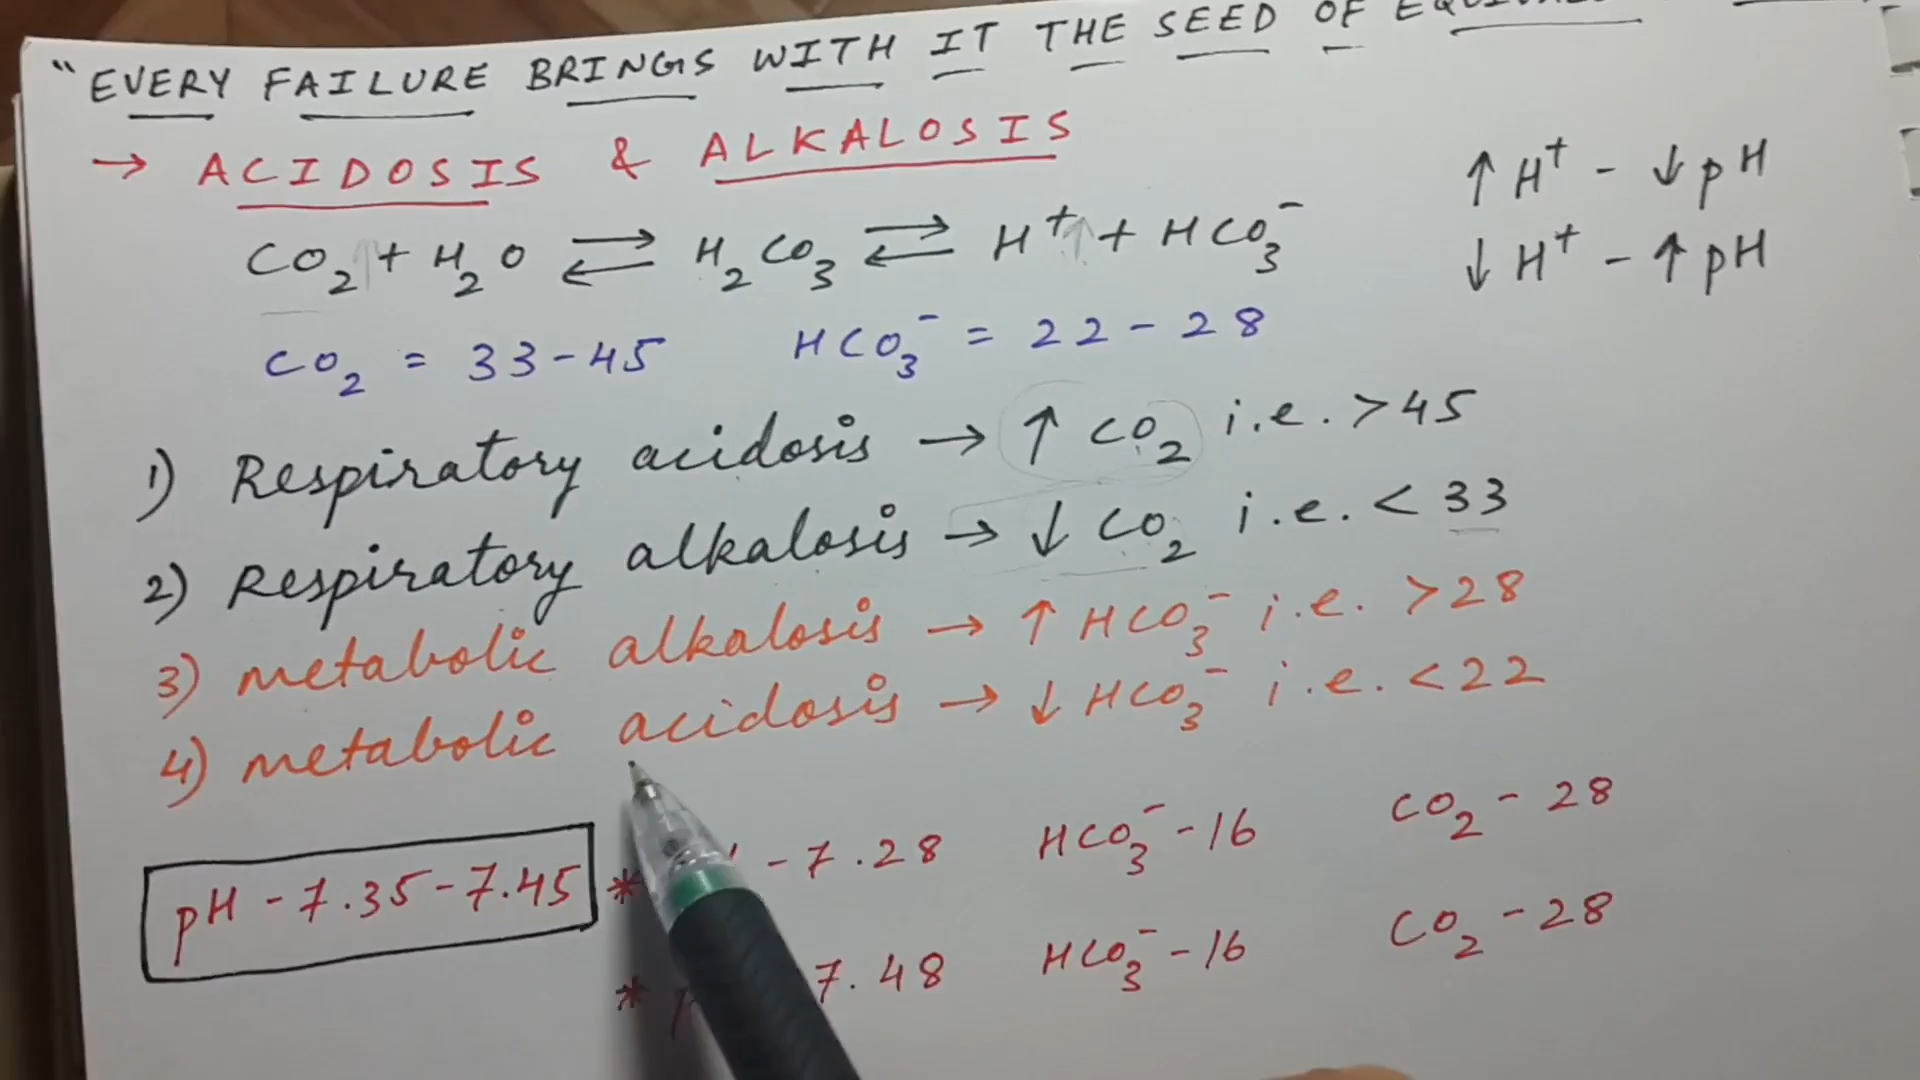 "EVERY FAILURE BRINGS WITH IT THE SEED OF
→ ACIDOSIS & ALKALOSIS
CO₂↑ + H₂O ⇌ H₂CO₃ ⇌ H⁺↑ + HCO₃⁻
↑ H⁺ - ↓ pH
↓ H⁺ - ↑ pH
CO₂ = 33-45 HCO₃⁻ = 22-28
1) Respiratory acidosis → ↑ CO₂ i.e. >45
2) Respiratory alkalosis → ↓ CO₂ i.e. < 33
3) metabolic alkalosis → ↑ HCO₃⁻ i.e. >28
4) metabolic acidosis → ↓ HCO₃⁻ i.e. <22
pH - 7.35-7.45
* - 7.28 HCO₃⁻ -16 CO₂ - 28
* 7.48 HCO₃⁻ -16 CO₂ - 28